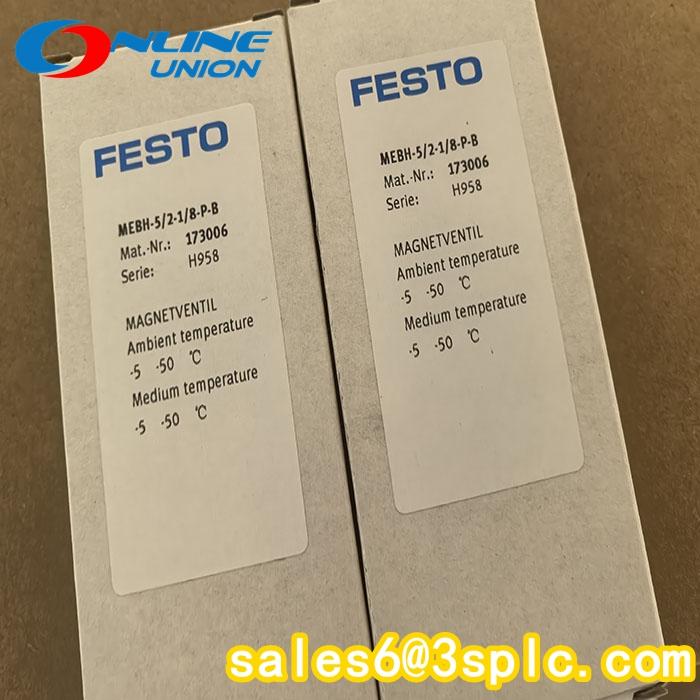 ONLINE
UNION
FESTO
MEBH-5/2-1/8-P-B
Mat.-Nr.: 173006
Serie: H958
MAGNETVENTIL
Ambient temperature
-5 -50 ℃
Medium temperature
-5 -50 ℃
FESTO
MEBH-5/2-1/8-P-B
Mat.-Nr.: 173006
Serie: H958
MAGNETVENTIL
Ambient temperature
-5 -50 ℃
Medium temperature
-5 -50 ℃
sales6@3splc.com